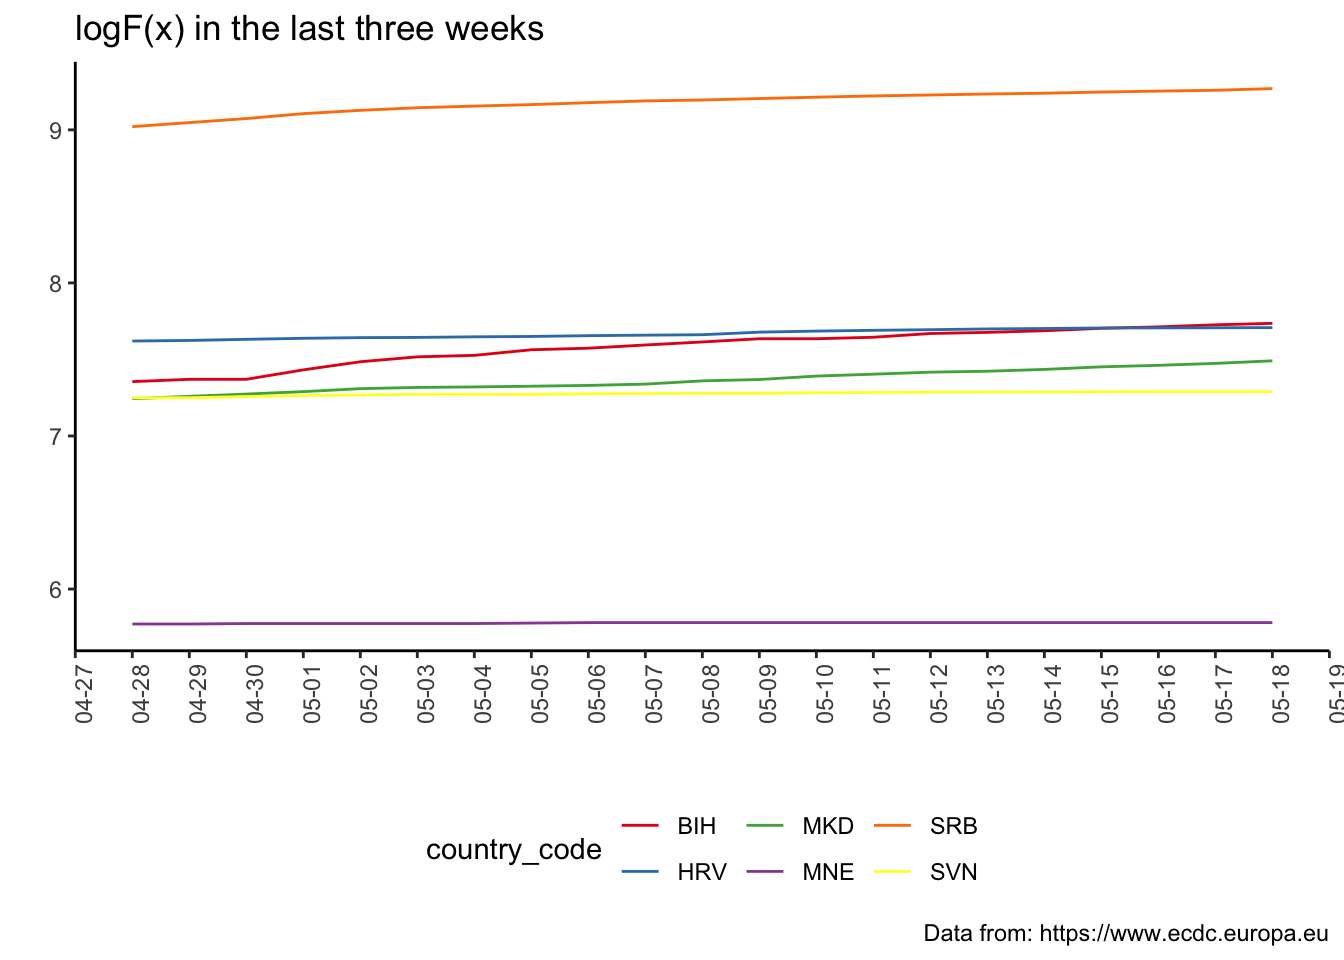 logF(x) in the last three weeks
9
8
7
6
04-27 04-28 04-29 04-30 05-01 05-02 05-03 05-04 05-05 05-06 05-07 05-08 05-09 05-10 05-11 05-12 05-13 05-14 05-15 05-16 05-17 05-18 05-19
country_code
BIH MKD SRB
HRV MNE SVN
Data from: https://www.ecdc.europa.eu